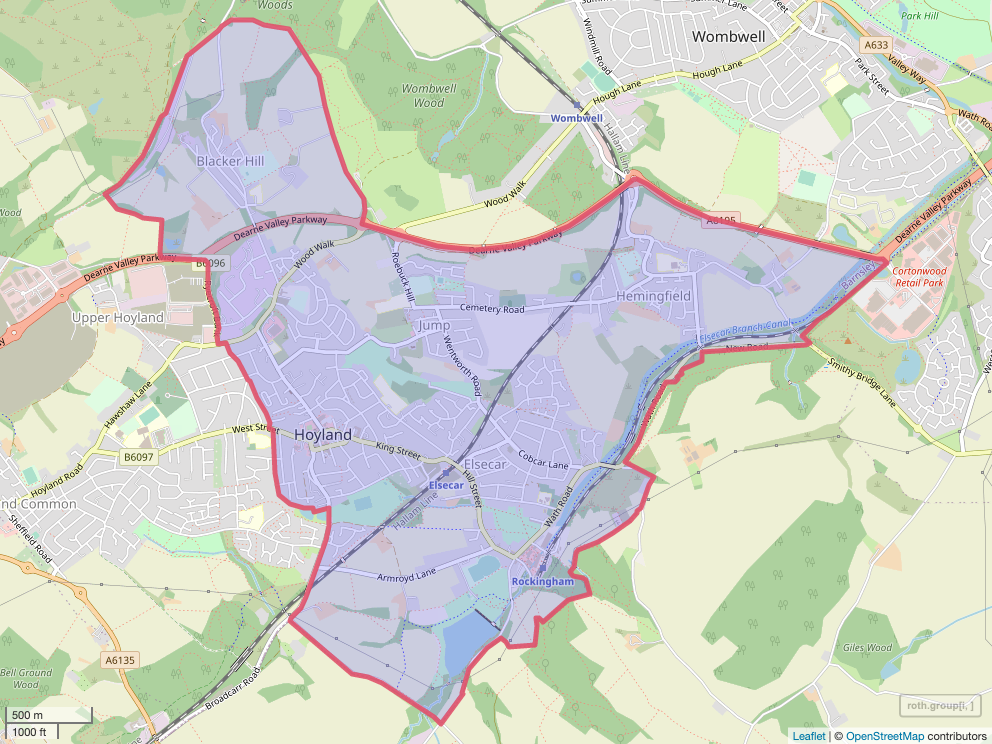 Woods
Summer Lane
Park Hill
A633
Wombwell
Windmill Road
Valley Way
Park Street
Hough Lane
Hough Lane
Wombwell
Wood
Wombwell
Hallam Line
Wath Road
Blacker Hill
Wood Walk
Wood
A6195
Dearne Valley Parkway
Dearne Valley Parkway
Dearne Valley Parkway
Wood Walk
Dearne Valley Parkway
B6096
Roebuck Hill
Barnsley
Cortonwood
Retail Park
Hemingfield
Cemetery Road
Upper Hoyland
Jump
Elsecar Branch Canal
New Road
Wentworth Road
Smithy Bridge Lane
Hawshaw Lane
West Street
Hoyland
King Street
B6097
Cobcar Lane
Elsecar
Hoyland Road
Elsecar
Hill Street
Wath Road
nd Common
Hallam Line
Sheffield Road
Armroyd Lane
Rockingham
A6135
Giles Wood
Bell Ground
Wood
Broadcarr Road
roth.group[i, ]
500 m
1000 ft
Leaflet | © OpenStreetMap contributors